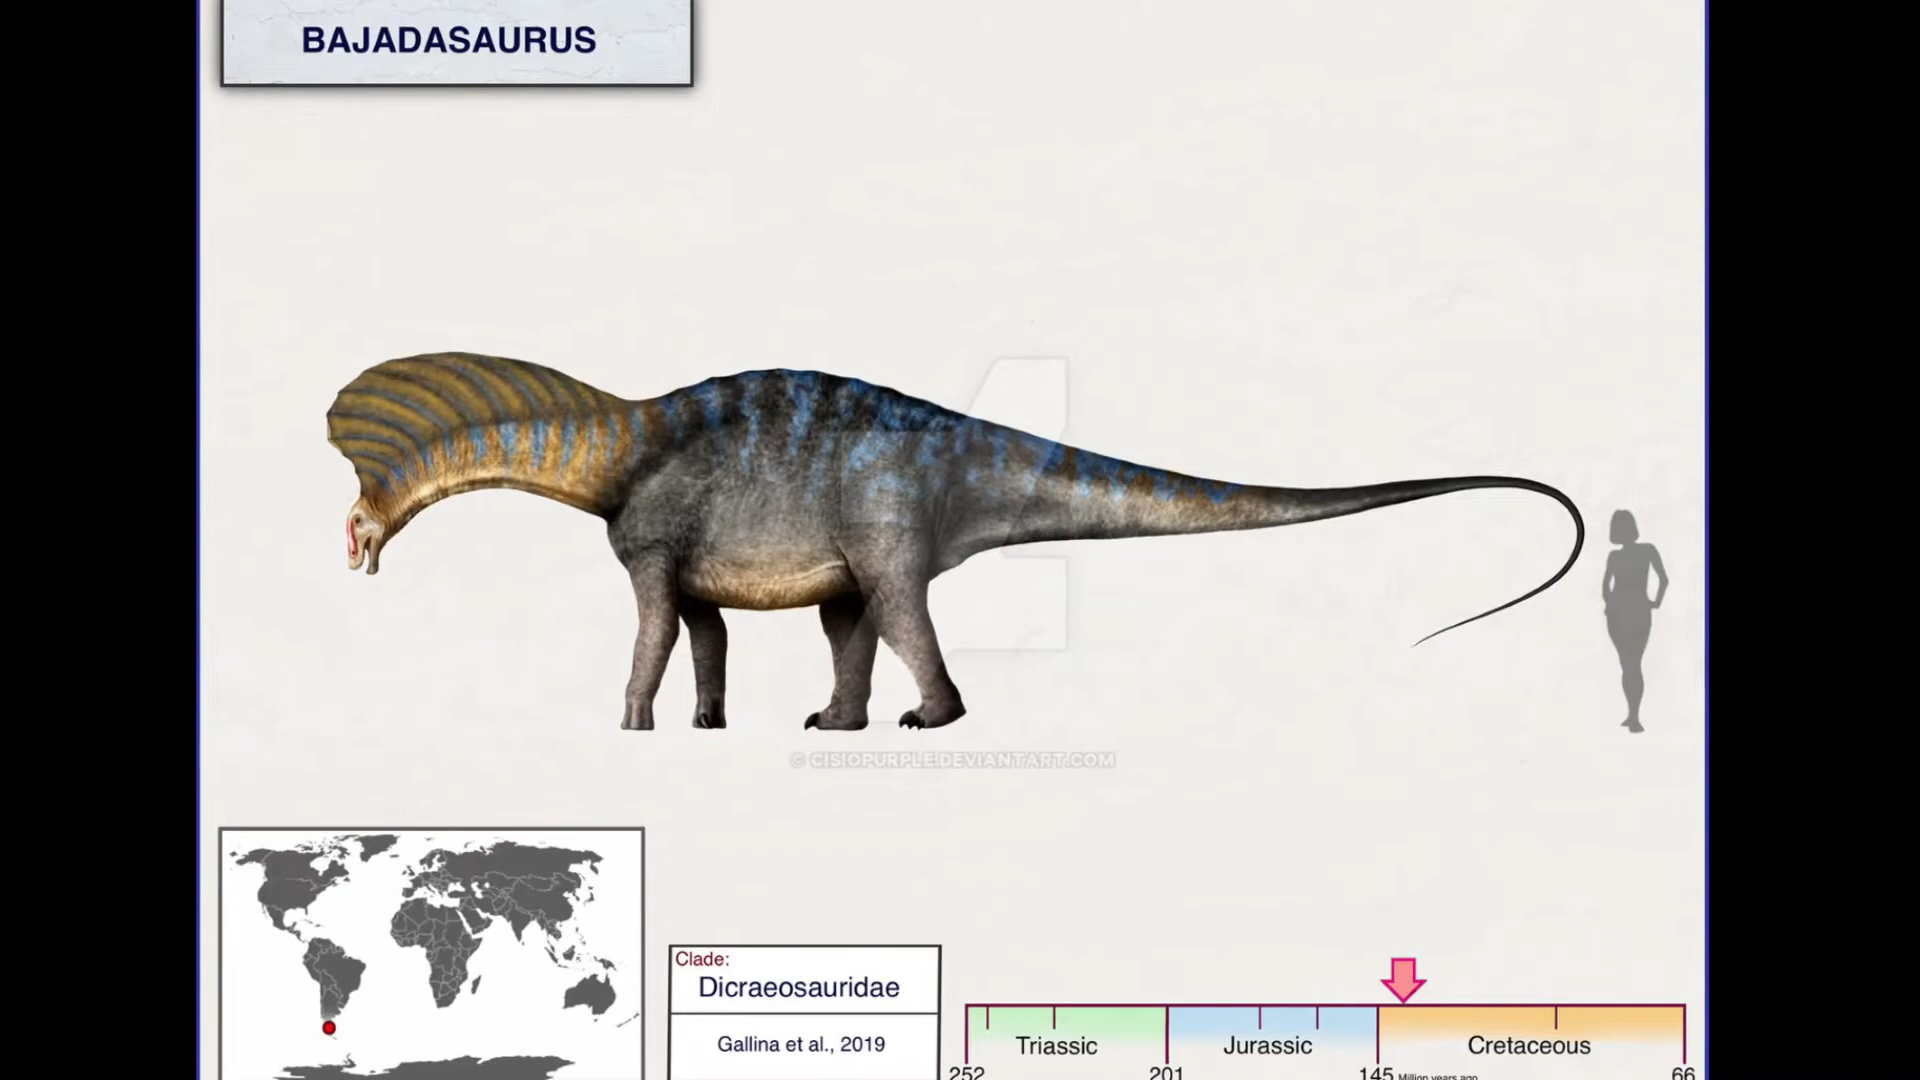 BAJADASAURUS
© CISIOPURPLE.DEVIANTART.COM
Clade:
Dicraeosauridae
Gallina et al., 2019
Triassic
Jurassic
Cretaceous
252
201
145 Million years ago
66